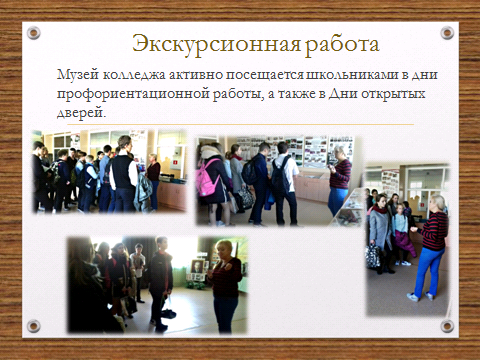 Экскурсионная работа
Музей колледжа активно посещается школьниками в дни
профориентационной работы, а также в Дни открытых
дверей.